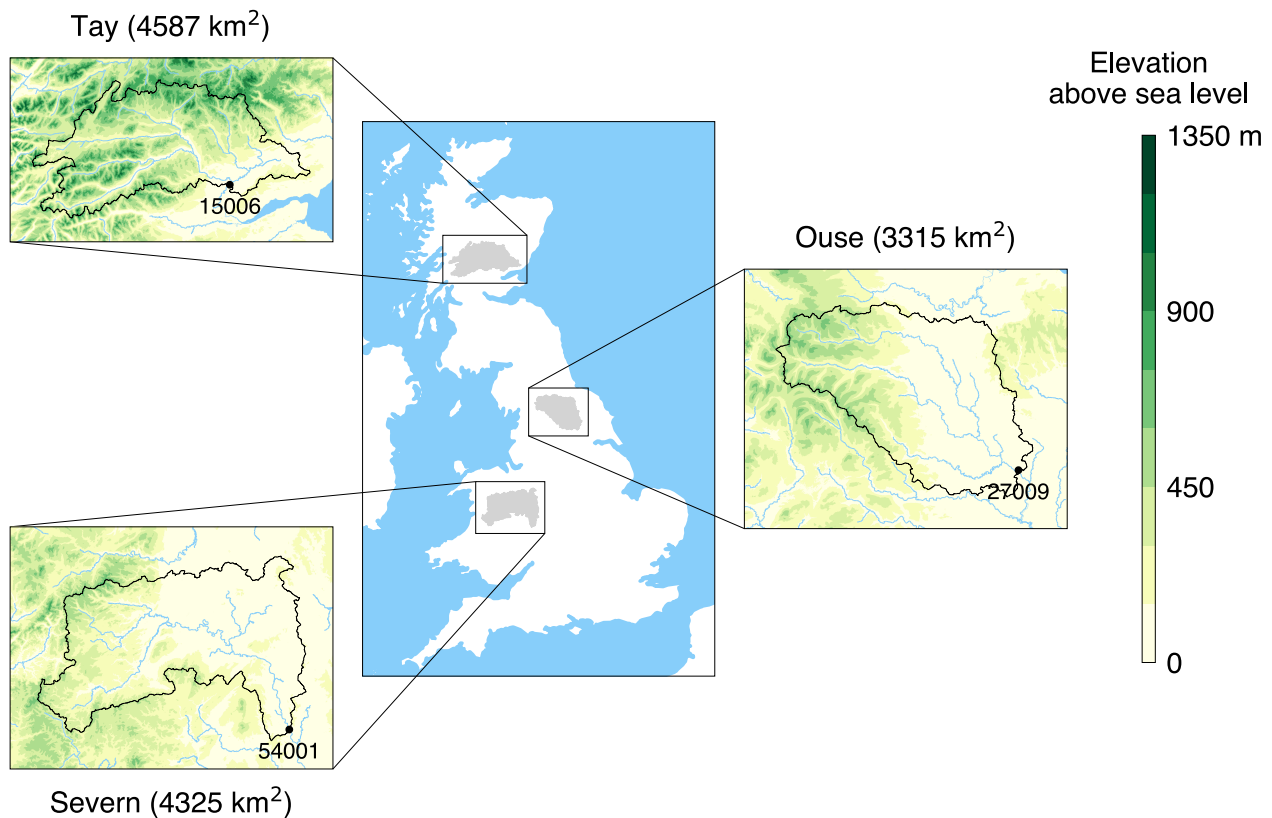 Tay (4587 km²)
15006
Elevation
above sea level
1350 m
900
450
0
Ouse (3315 km²)
27009
54001
Severn (4325 km²)